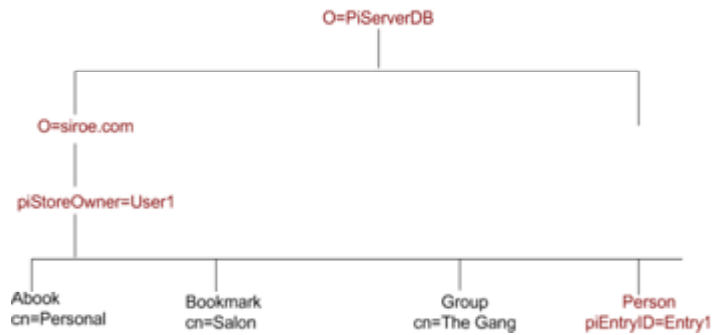 O=PiServerDB
O=siroe.com
piStoreOwner=User1
Abook
cn=Personal
Bookmark
cn=Salon
Group
cn=The Gang
Person
piEntryID=Entry1